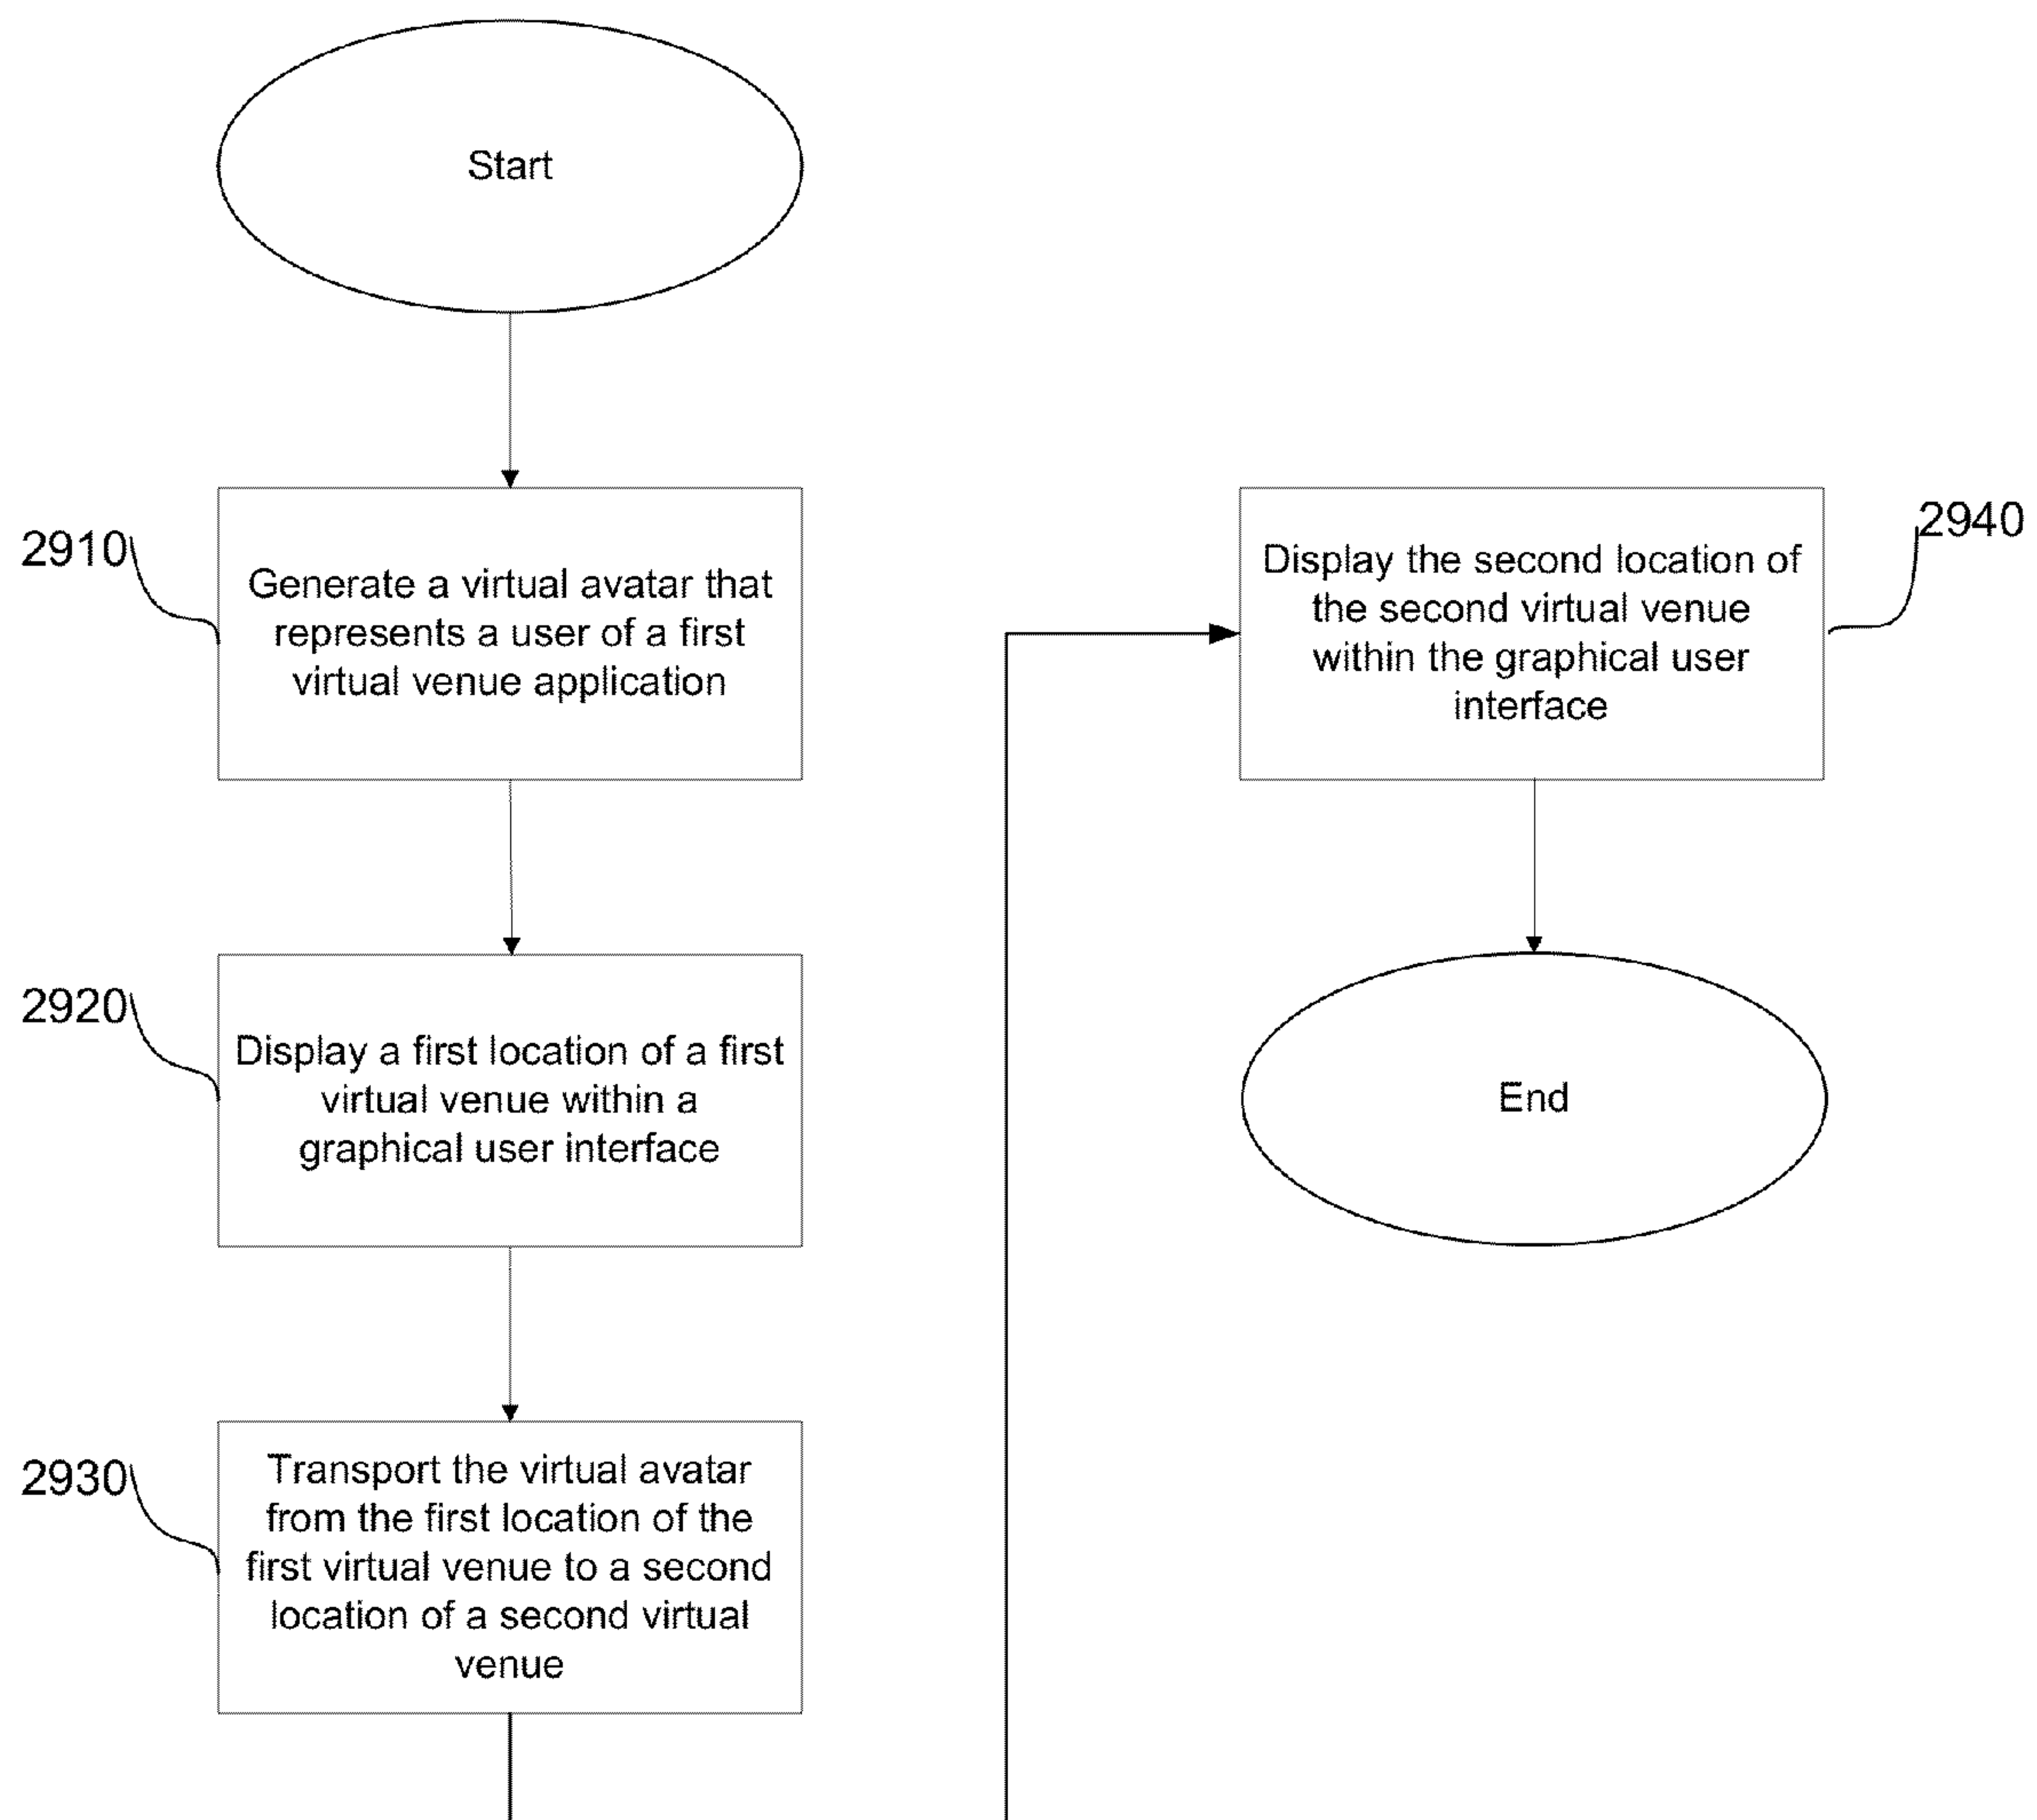 Start
2910
Generate a virtual avatar that
represents a user of a first
virtual venue application
2920
Display a first location of a first
virtual venue within a
graphical user interface
2930
Transport the virtual avatar
from the first location of the
first virtual venue to a second
location of a second virtual
venue
2940
Display the second location of
the second virtual venue
within the graphical user
interface
End